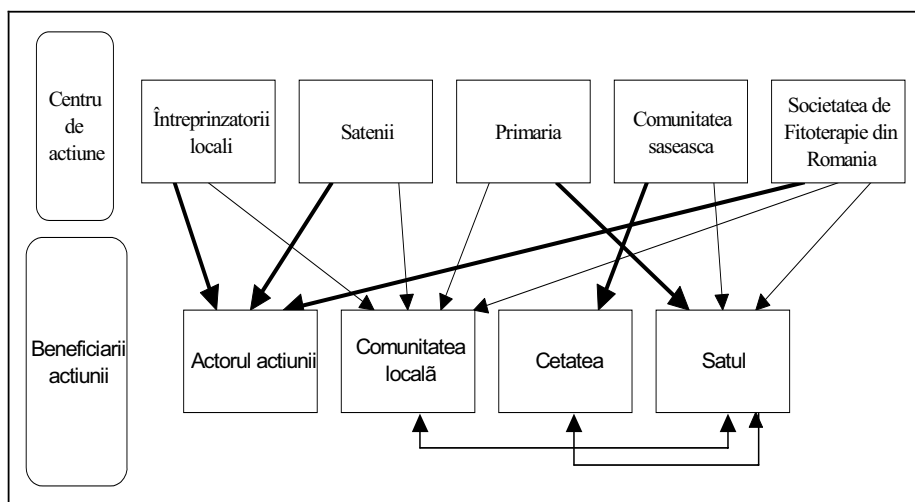 Centru
de
actiune
Întreprinzatorii
locali
Satenii
Primaria
Comunitatea
saseasca
Societatea de
Fitoterapie din
Romania
Beneficiarii
actiunii
Actorul actiunii
Comunitatea
localã
Cetatea
Satul